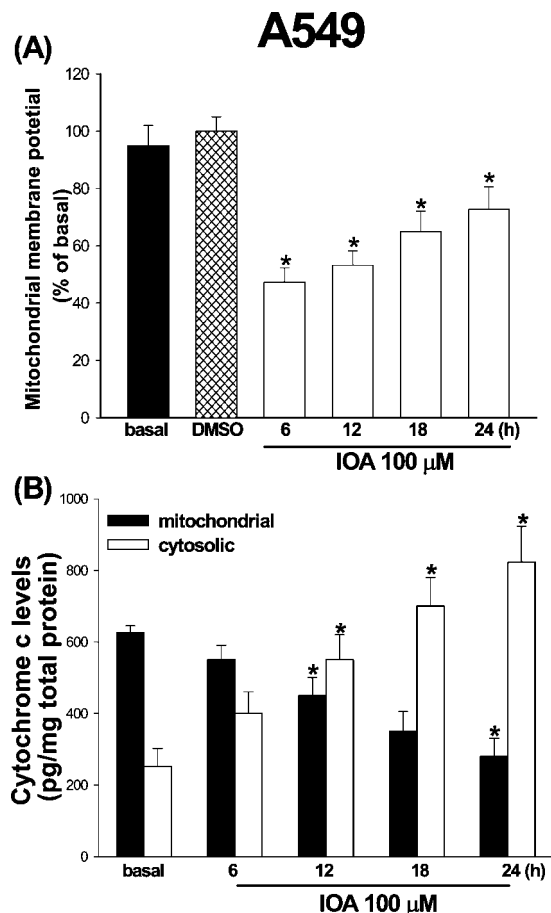 A549
(A)
Mitochondrial membrane potetial
(% of basal)
120
100
80
60
40
20
0
basal DMSO 6 12 18 24 (h)
IOA 100 μM
* * * *
(B)
Cytochrome c levels
(pg/mg total protein)
1000
800
600
400
200
0
mitochondrial
cytosolic
* * * * *
basal 6 12 18 24 (h)
IOA 100 μM